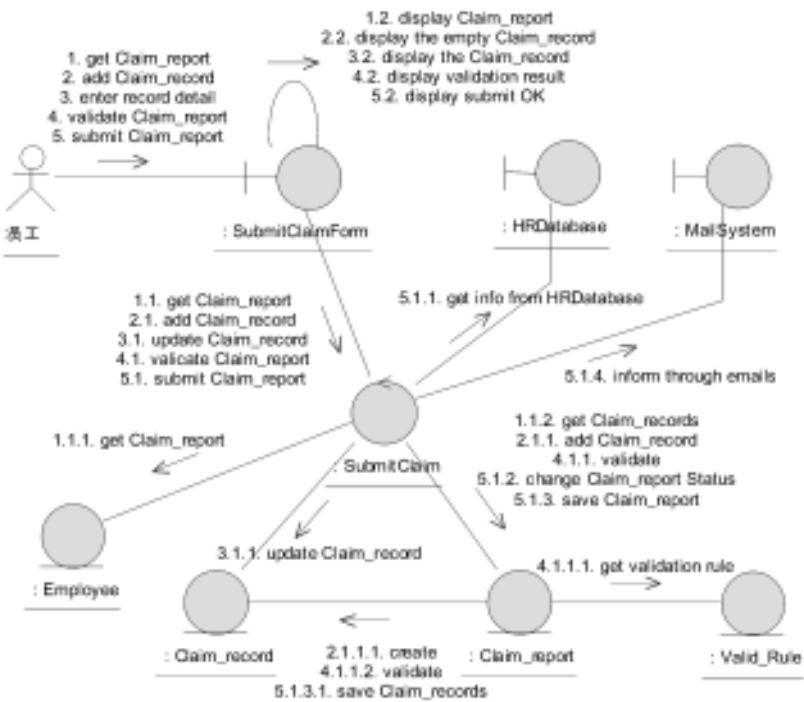 1.2. display Claim_report
2.2. display the empty Claim_record
3.2. display the Claim_record
4.2. display validation result
5.2. display submit OK
1. get Claim_report
2. add Claim_record
3. enter record detail
4. validate Claim_report
5. submit Claim_report
员工
: SubmitClaimForm
: HRDatabase
: MailSystem
1.1. get Claim_report
2.1. add Claim_record
3.1. update Claim_record
4.1. valicate Claim_report
5.1. submit Claim_report
5.1.1. get info from HRDatabase
5.1.4. inform through emails
1.1.1. get Claim_report
: SubmitClaim
1.1.2. get Claim_records
2.1.1. add Claim_record
4.1.1. validate
5.1.2. change Claim_report Status
5.1.3. save Claim_report
3.1.1. update Claim_record
4.1.1.1. get validation rule
: Employee
: Claim_record
2.1.1.1. create
4.1.1.2. validate
5.1.3.1. save Claim_records
: Claim_report
: Valid_Rule